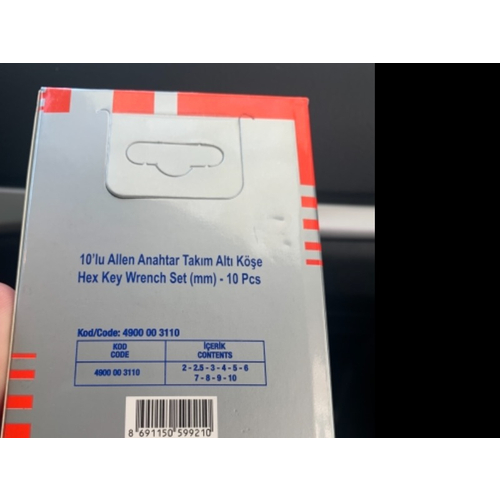 10'lu Allen Anahtar Takım Altı Köşe
Hex Key Wrench Set (mm) - 10 Pcs
Kod/Code: 4900 00 3110
KOD İÇERİK
CODE CONTENTS
4900 00 3110 2 - 2.5 - 3 - 4 - 5 - 6
7 - 8 - 9 - 10
8 691150 599210